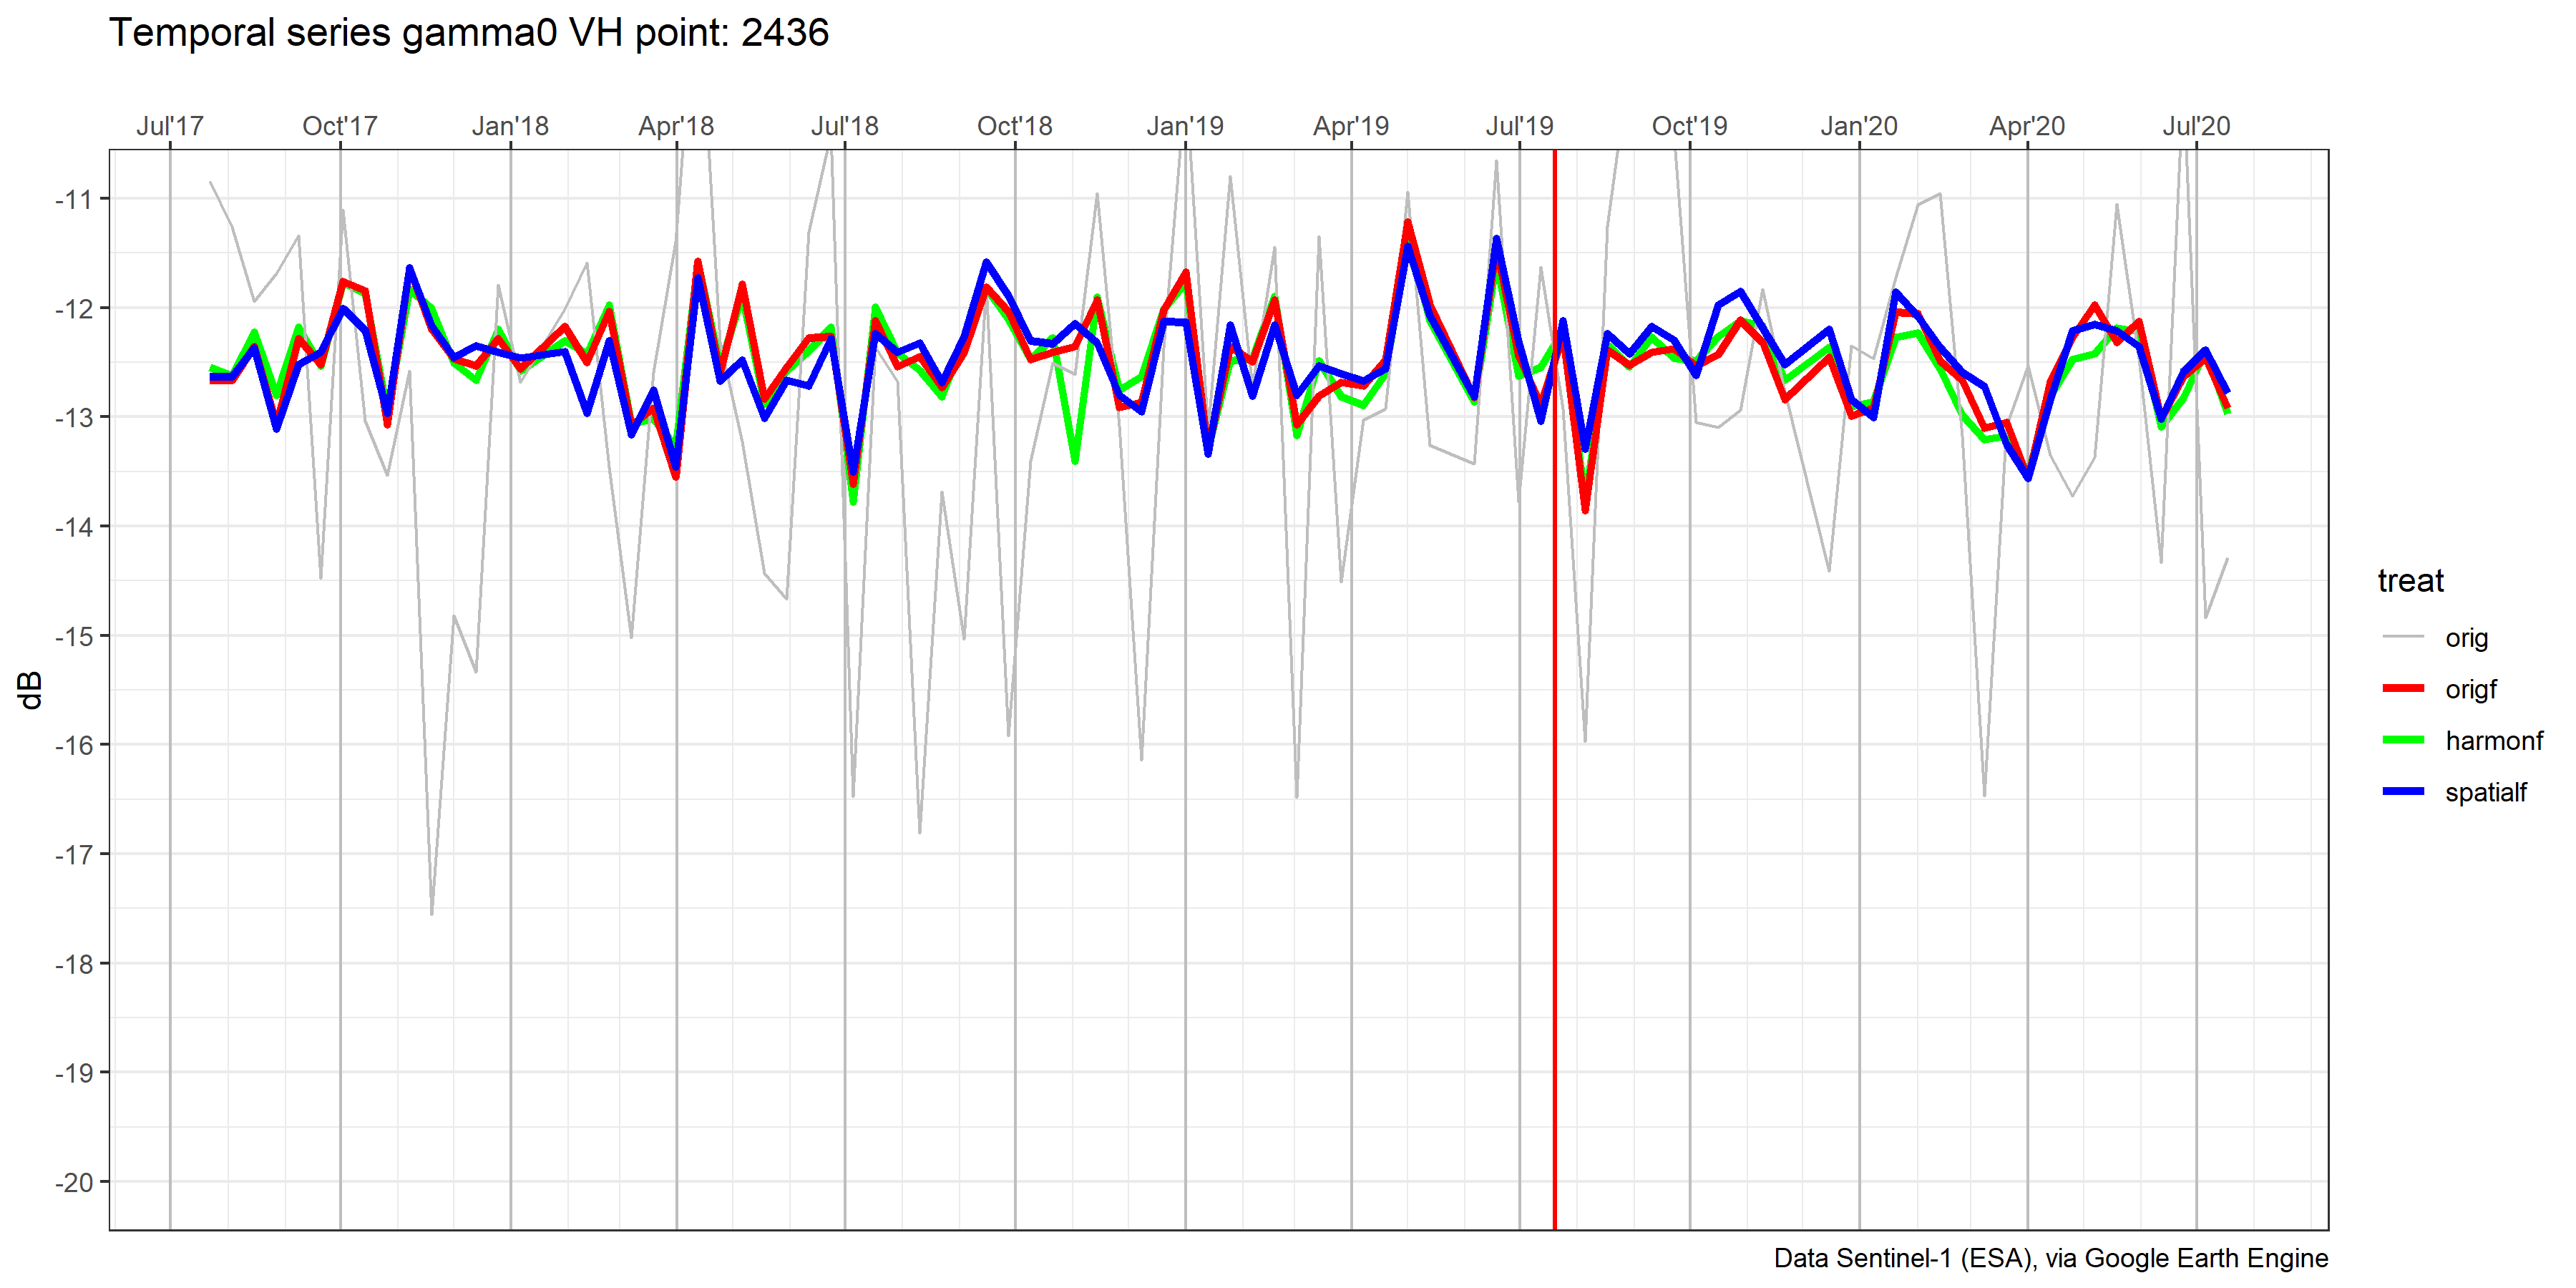 Temporal series gamma0 VH point: 2436
Jul'17 Oct'17 Jan'18 Apr'18 Jul'18 Oct'18 Jan'19 Apr'19 Jul'19 Oct'19 Jan'20 Apr'20 Jul'20
-11
-12
-13
-14
-15
-16
-17
-18
-19
-20
dB
treat
orig
origf
harmonf
spatialf
Data Sentinel-1 (ESA), via Google Earth Engine